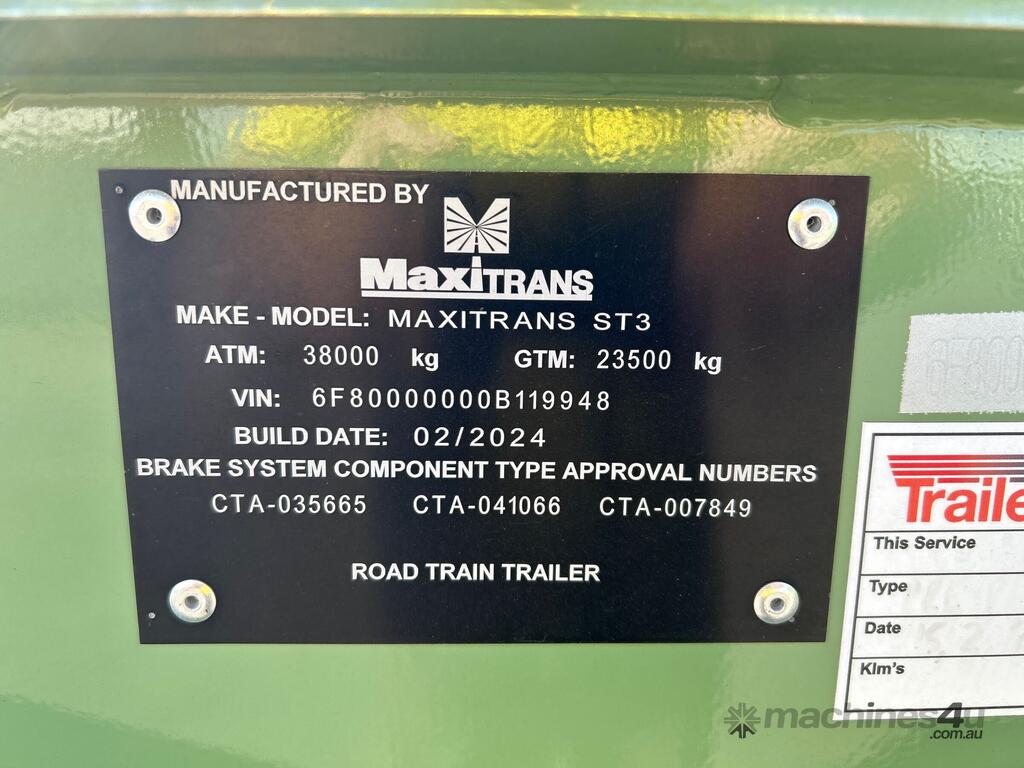 MANUFACTURED BY
MaxiTRANS
MAKE - MODEL: MAXITRANS ST3
ATM: 38000 kg GTM: 23500 kg
VIN: 6F80000000B119948
BUILD DATE: 02/2024
BRAKE SYSTEM COMPONENT TYPE APPROVAL NUMBERS
CTA-035665 CTA-041066 CTA-007849
ROAD TRAIN TRAILER
Traile
This Service
Type
Date
Klm's
machines4u
.com.au